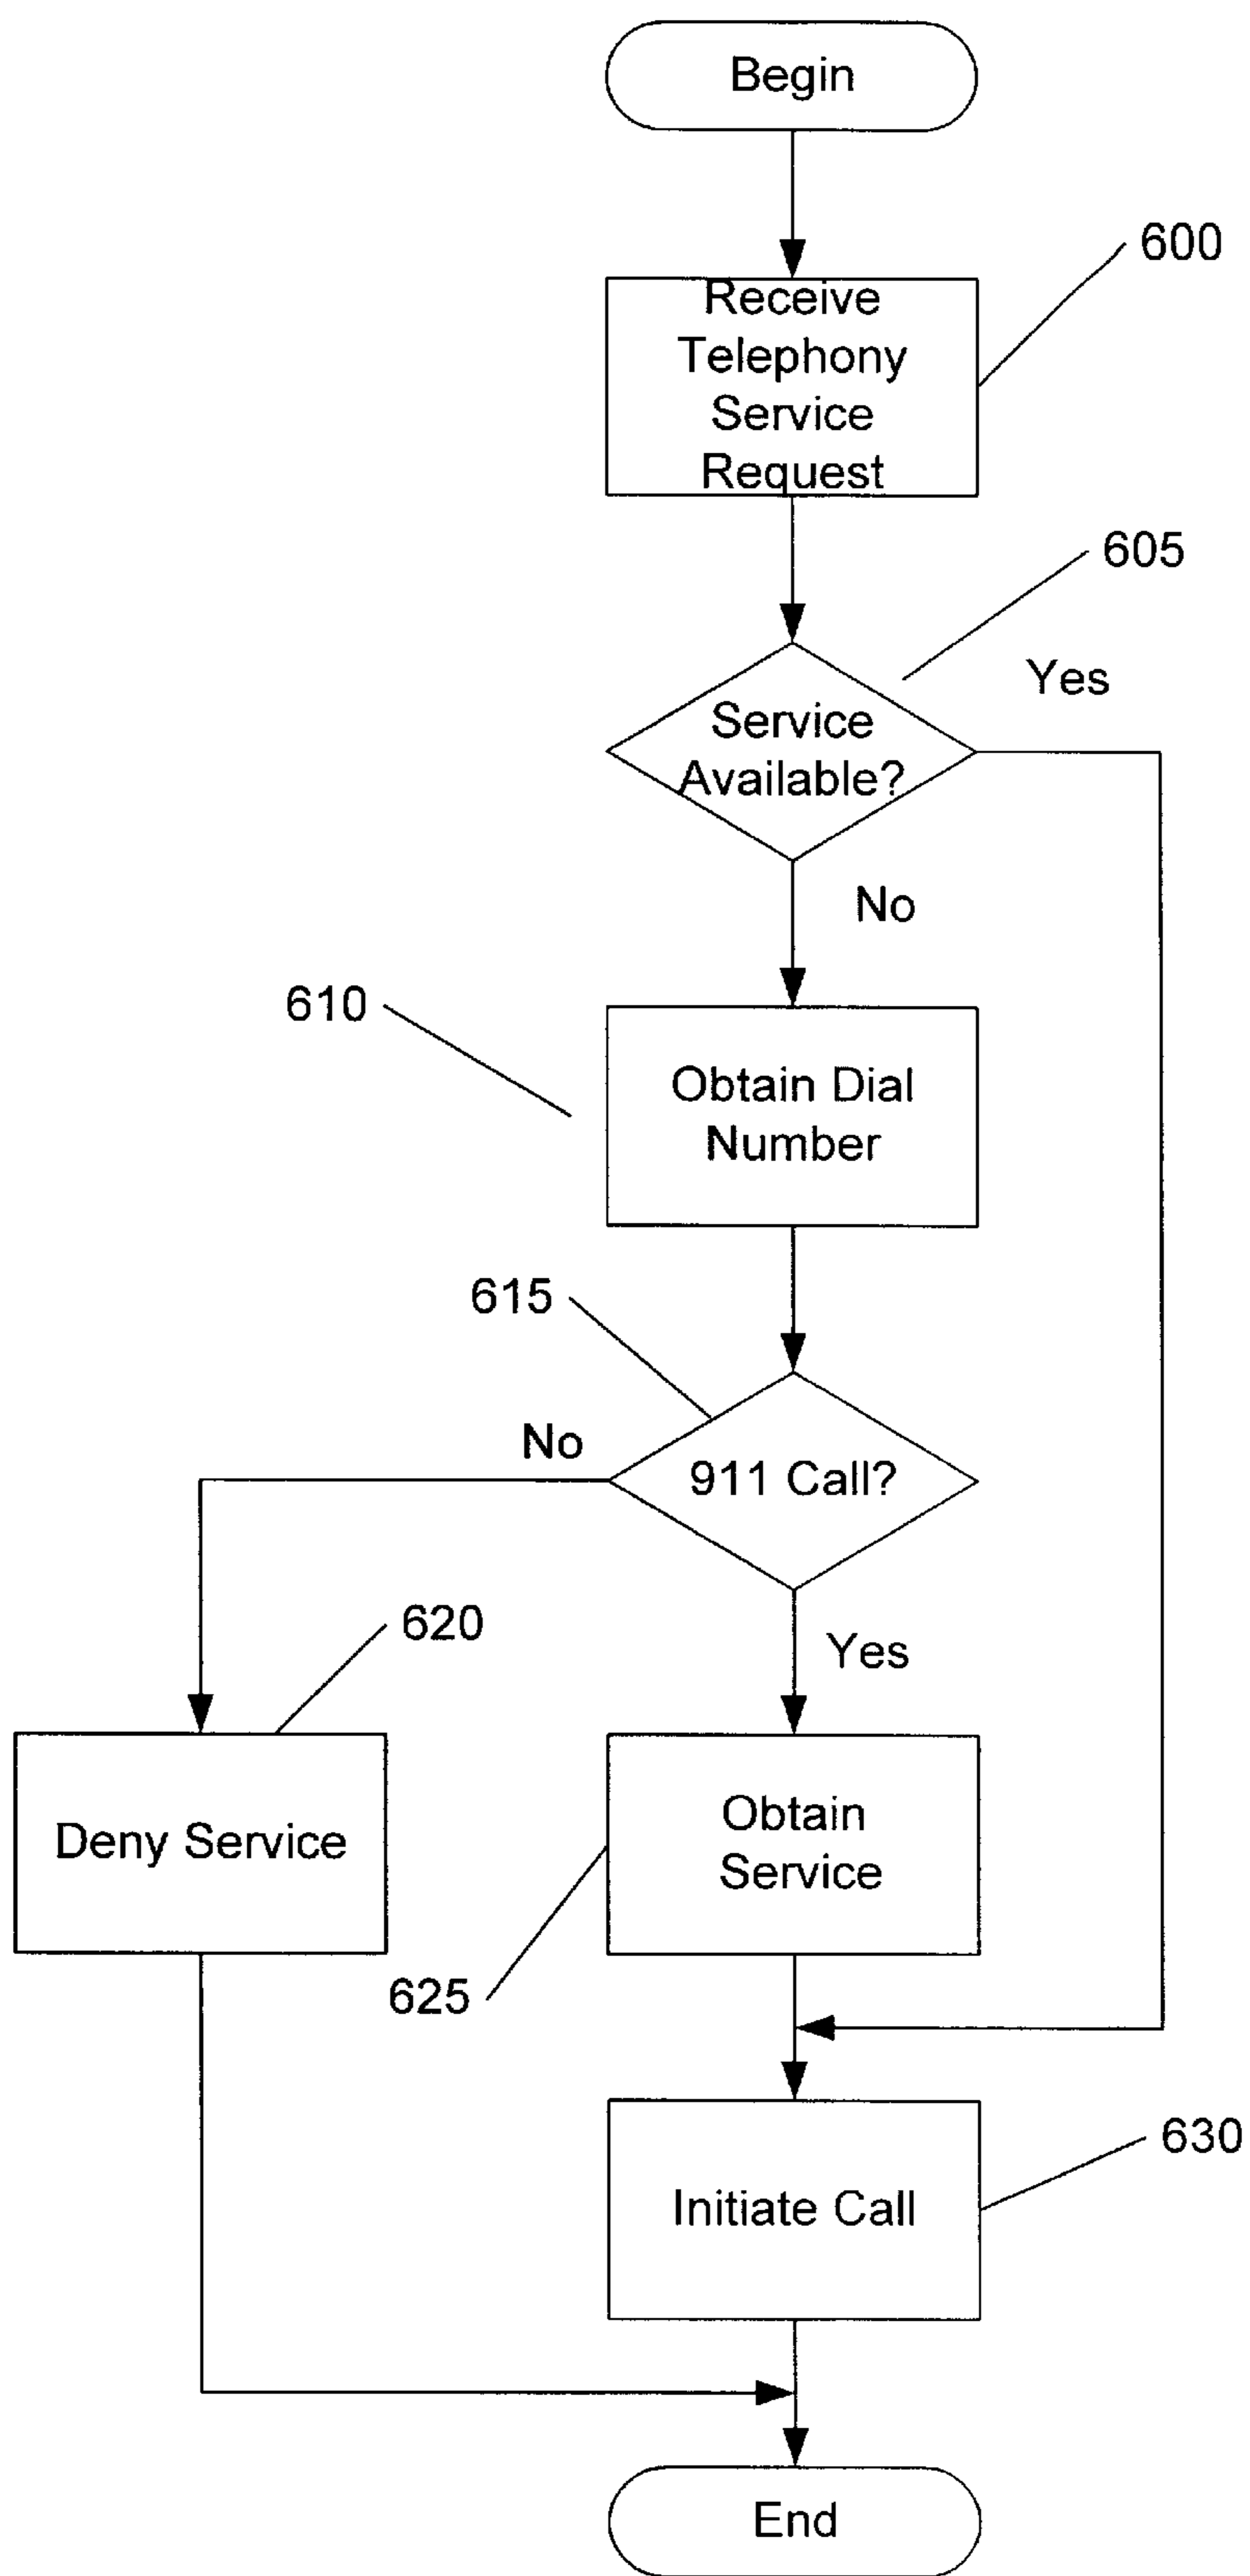 Begin
600
Receive
Telephony
Service
Request
605
Yes
Service
Available?
No
610
Obtain Dial
Number
615
No
911 Call?
620
Yes
Deny Service
Obtain
Service
625
630
Initiate Call
End